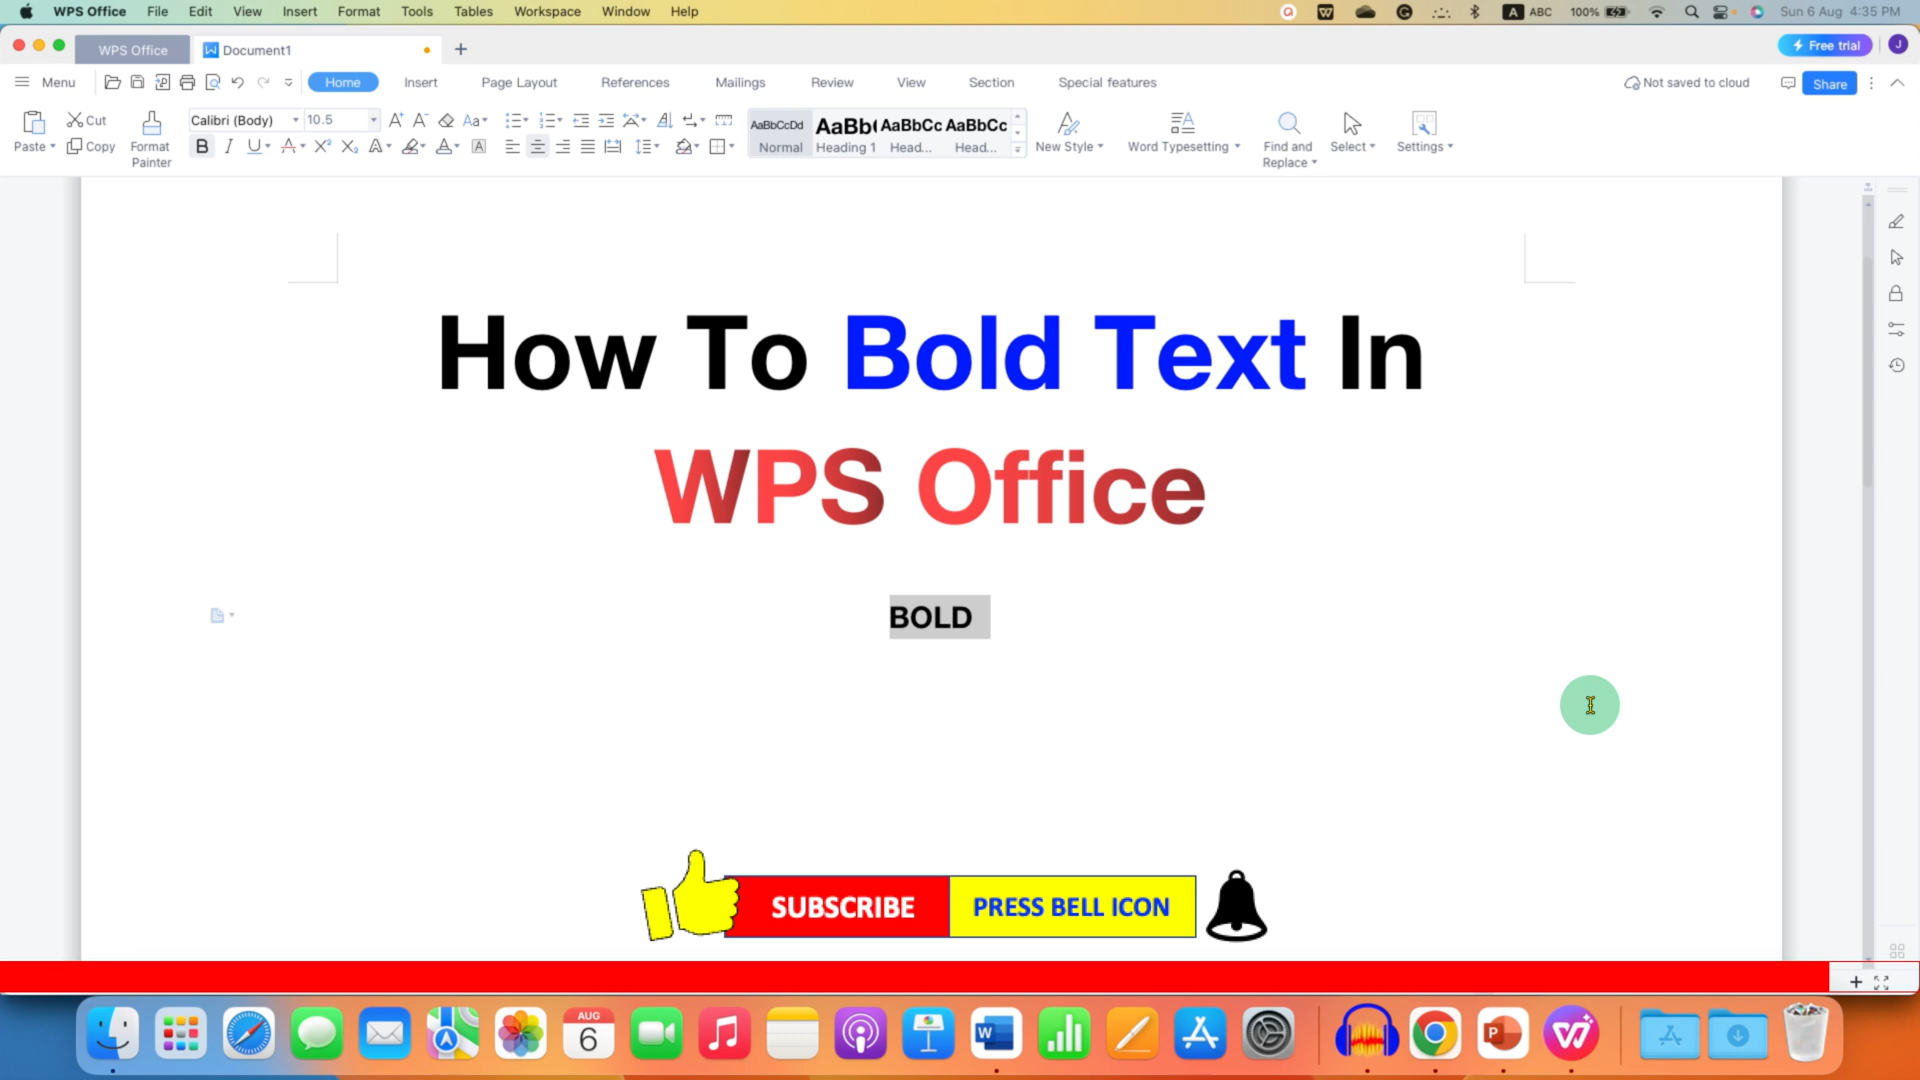 WPS Office File Edit View Insert Format Tools Tables Workspace Window Help A ABC 100% Sun 6 Aug 4:35 PM
WPS Office Document1 + Free trial J
Menu Home Insert Page Layout References Mailings Review View Section Special features Not saved to cloud Share
Cut Calibri (Body) 10.5 A+ A- Aa AaBbCcDd AaBb( AaBbCc AaBbCc
Paste Copy Format Painter B I U A X² X₂ A A A Normal Heading 1 Head... Head... New Style Word Typesetting Find and Replace Select Settings
How To Bold Text In
WPS Office
BOLD
SUBSCRIBE PRESS BELL ICON
AUG
6
W P